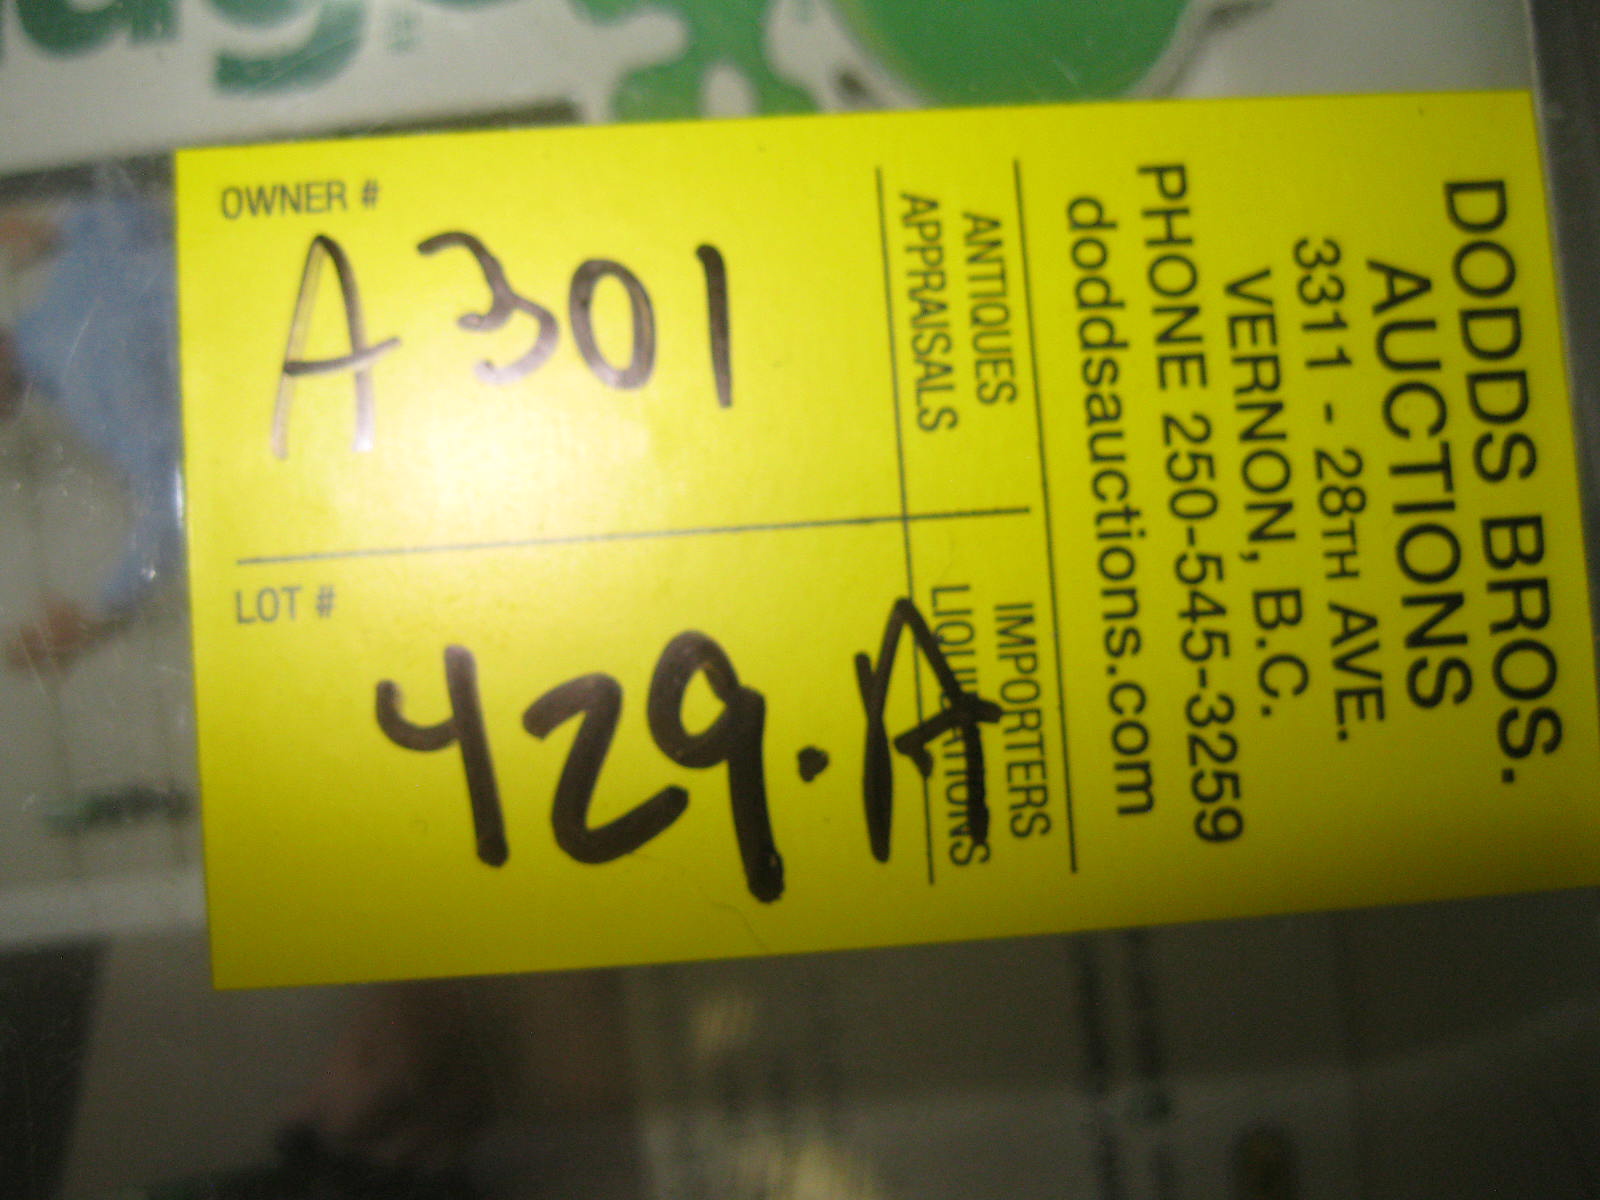 OWNER #
A301
LOT #
429.A
ANTIQUES
APPRAISALS
IMPORTERS
LIQUIDATIONS
DODDS BROS.
AUCTIONS
3311 - 28TH AVE.
VERNON, B.C.
PHONE 250-545-3259
doddsauctions.com